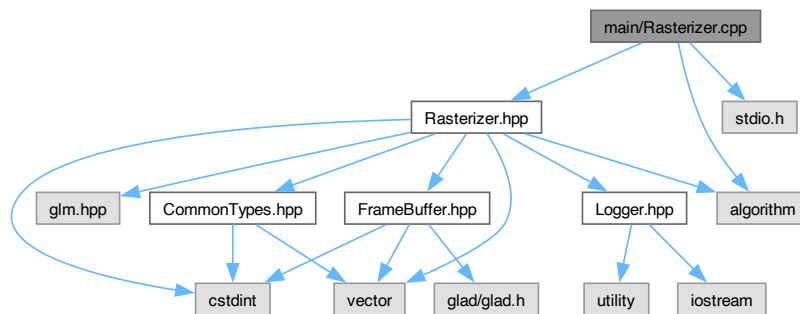 main/Rasterizer.cpp
Rasterizer.hpp
stdio.h
glm.hpp
CommonTypes.hpp
FrameBuffer.hpp
Logger.hpp
algorithm
cstdint
vector
glad/glad.h
utility
iostream